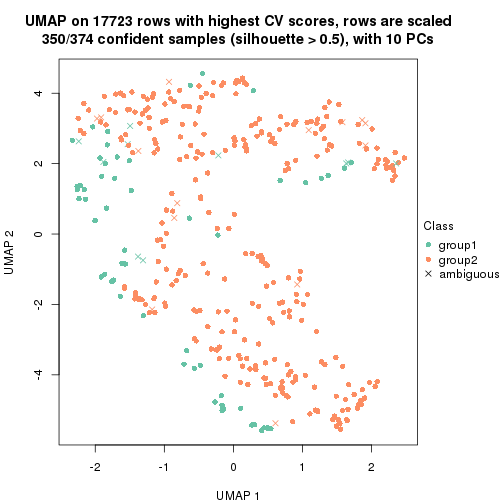 UMAP on 17723 rows with highest CV scores, rows are scaled
350/374 confident samples (silhouette > 0.5), with 10 PCs
4
2
0
-2
-4
UMAP 2
-2
-1
0
1
2
UMAP 1
Class
group1
group2
ambiguous